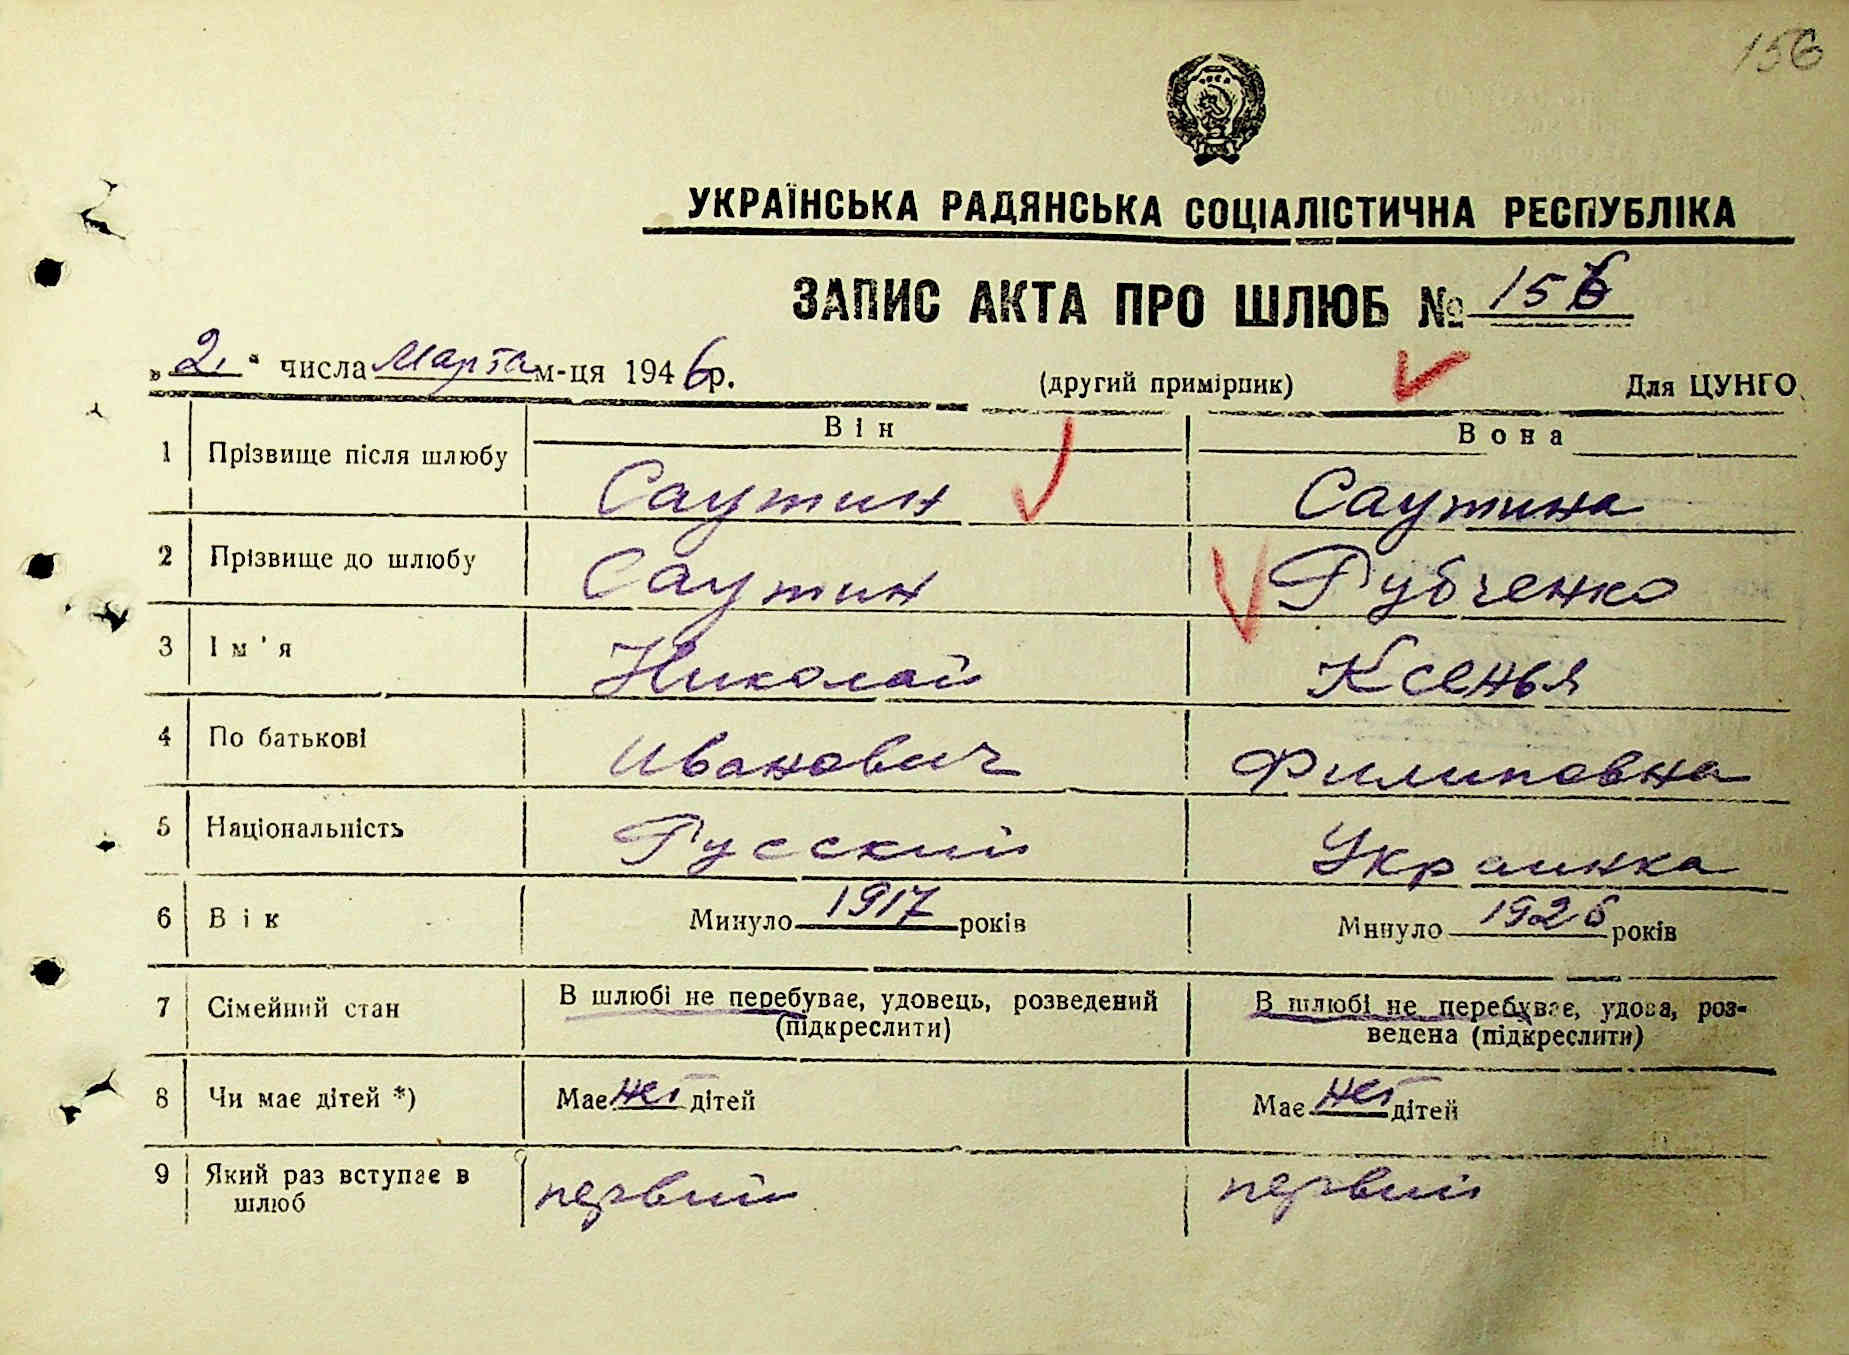 156
УКРАЇНСЬКА РАДЯНСЬКА СОЦІАЛІСТИЧНА РЕСПУБЛІКА
ЗАПИС АКТА ПРО ШЛЮБ № 156
„2." числа Марта м-ця 1946 р. (другий примірник) Для ЦУНГО
Він Вона
1 Прізвище після шлюбу Саутин Саутина
2 Прізвище до шлюбу Саутин Рубченко
3 Ім'я Николай Ксенья
4 По батькові Иванович Филиповна
5 Національність Русский Украинка
6 Вік Минуло 1917 років Минуло 1926 років
7 Сімейний стан В шлюбі не перебуває, удовець, розведений (підкреслити) В шлюбі не перебуває, удова, роз-
ведена (підкреслити)
8 Чи має дітей *) Має нет дітей Має нет дітей
9 Який раз вступає в шлюб первий первий